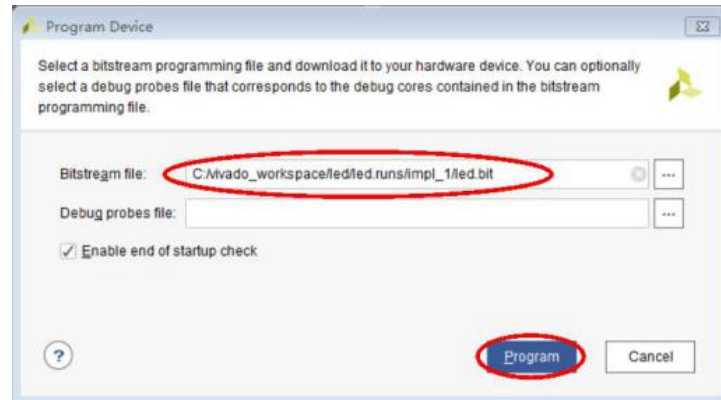 Program Device
Select a bitstream programming file and download it to your hardware device. You can optionally
select a debug probes file that corresponds to the debug cores contained in the bitstream
programming file.
Bitstream file: C:/vivado_workspace/led/led.runs/impl_1/led.bit ...
Debug probes file: ...
Enable end of startup check
? Program Cancel